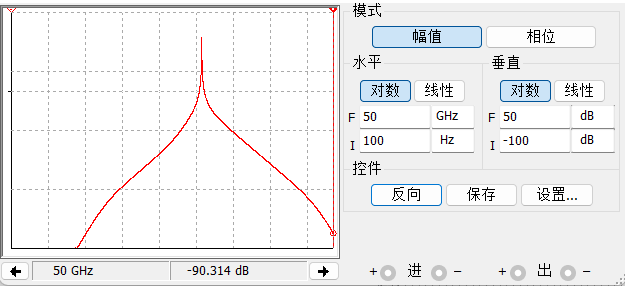 模式
幅值 相位
水平 垂直
对数 线性 对数 线性
F 50 GHz F 50 dB
I 100 Hz I -100 dB
控件
反向 保存 设置...
50 GHz -90.314 dB
+ 进 - + 出 -